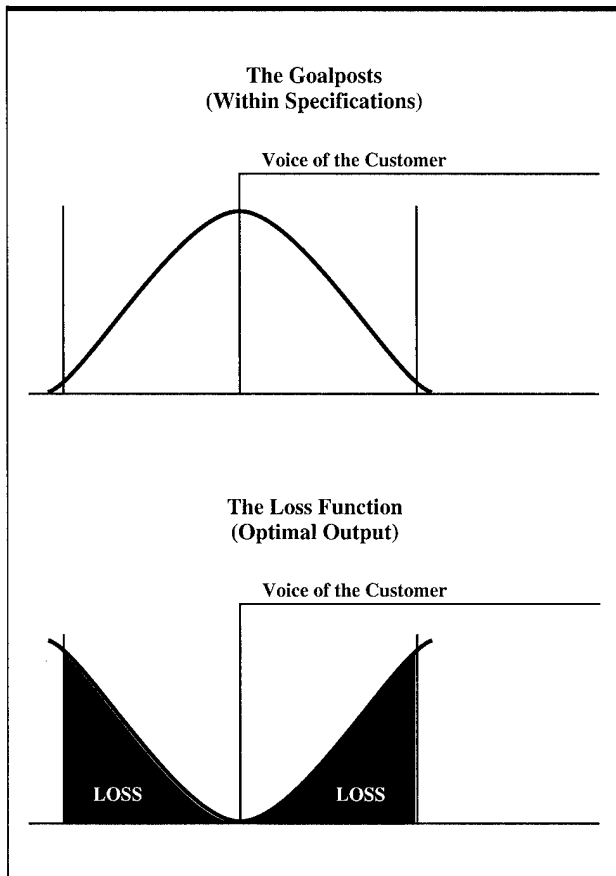 The Goalposts
(Within Specifications)
Voice of the Customer
The Loss Function
(Optimal Output)
Voice of the Customer
LOSS LOSS